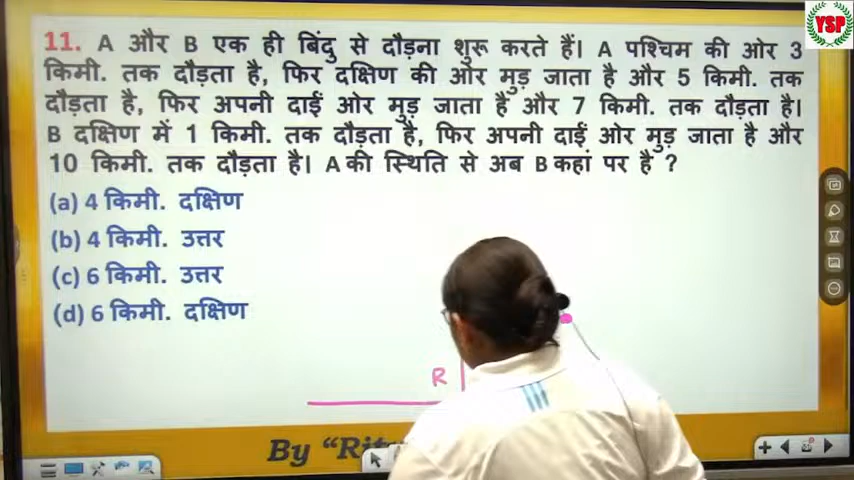 YSP
11. A और B एक ही बिंदु से दौड़ना शुरू करते हैं। A पश्चिम की ओर 3
किमी. तक दौड़ता है, फिर दक्षिण की ओर मुड़ जाता है और 5 किमी. तक
दौड़ता है, फिर अपनी दाईं ओर मुड़ जाता है और 7 किमी. तक दौड़ता है।
B दक्षिण में 1 किमी. तक दौड़ता है, फिर अपनी दाईं ओर मुड़ जाता है और
10 किमी. तक दौड़ता है। A की स्थिति से अब B कहां पर है ?
(a) 4 किमी. दक्षिण
(b) 4 किमी. उत्तर
(c) 6 किमी. उत्तर
(d) 6 किमी. दक्षिण
R
By